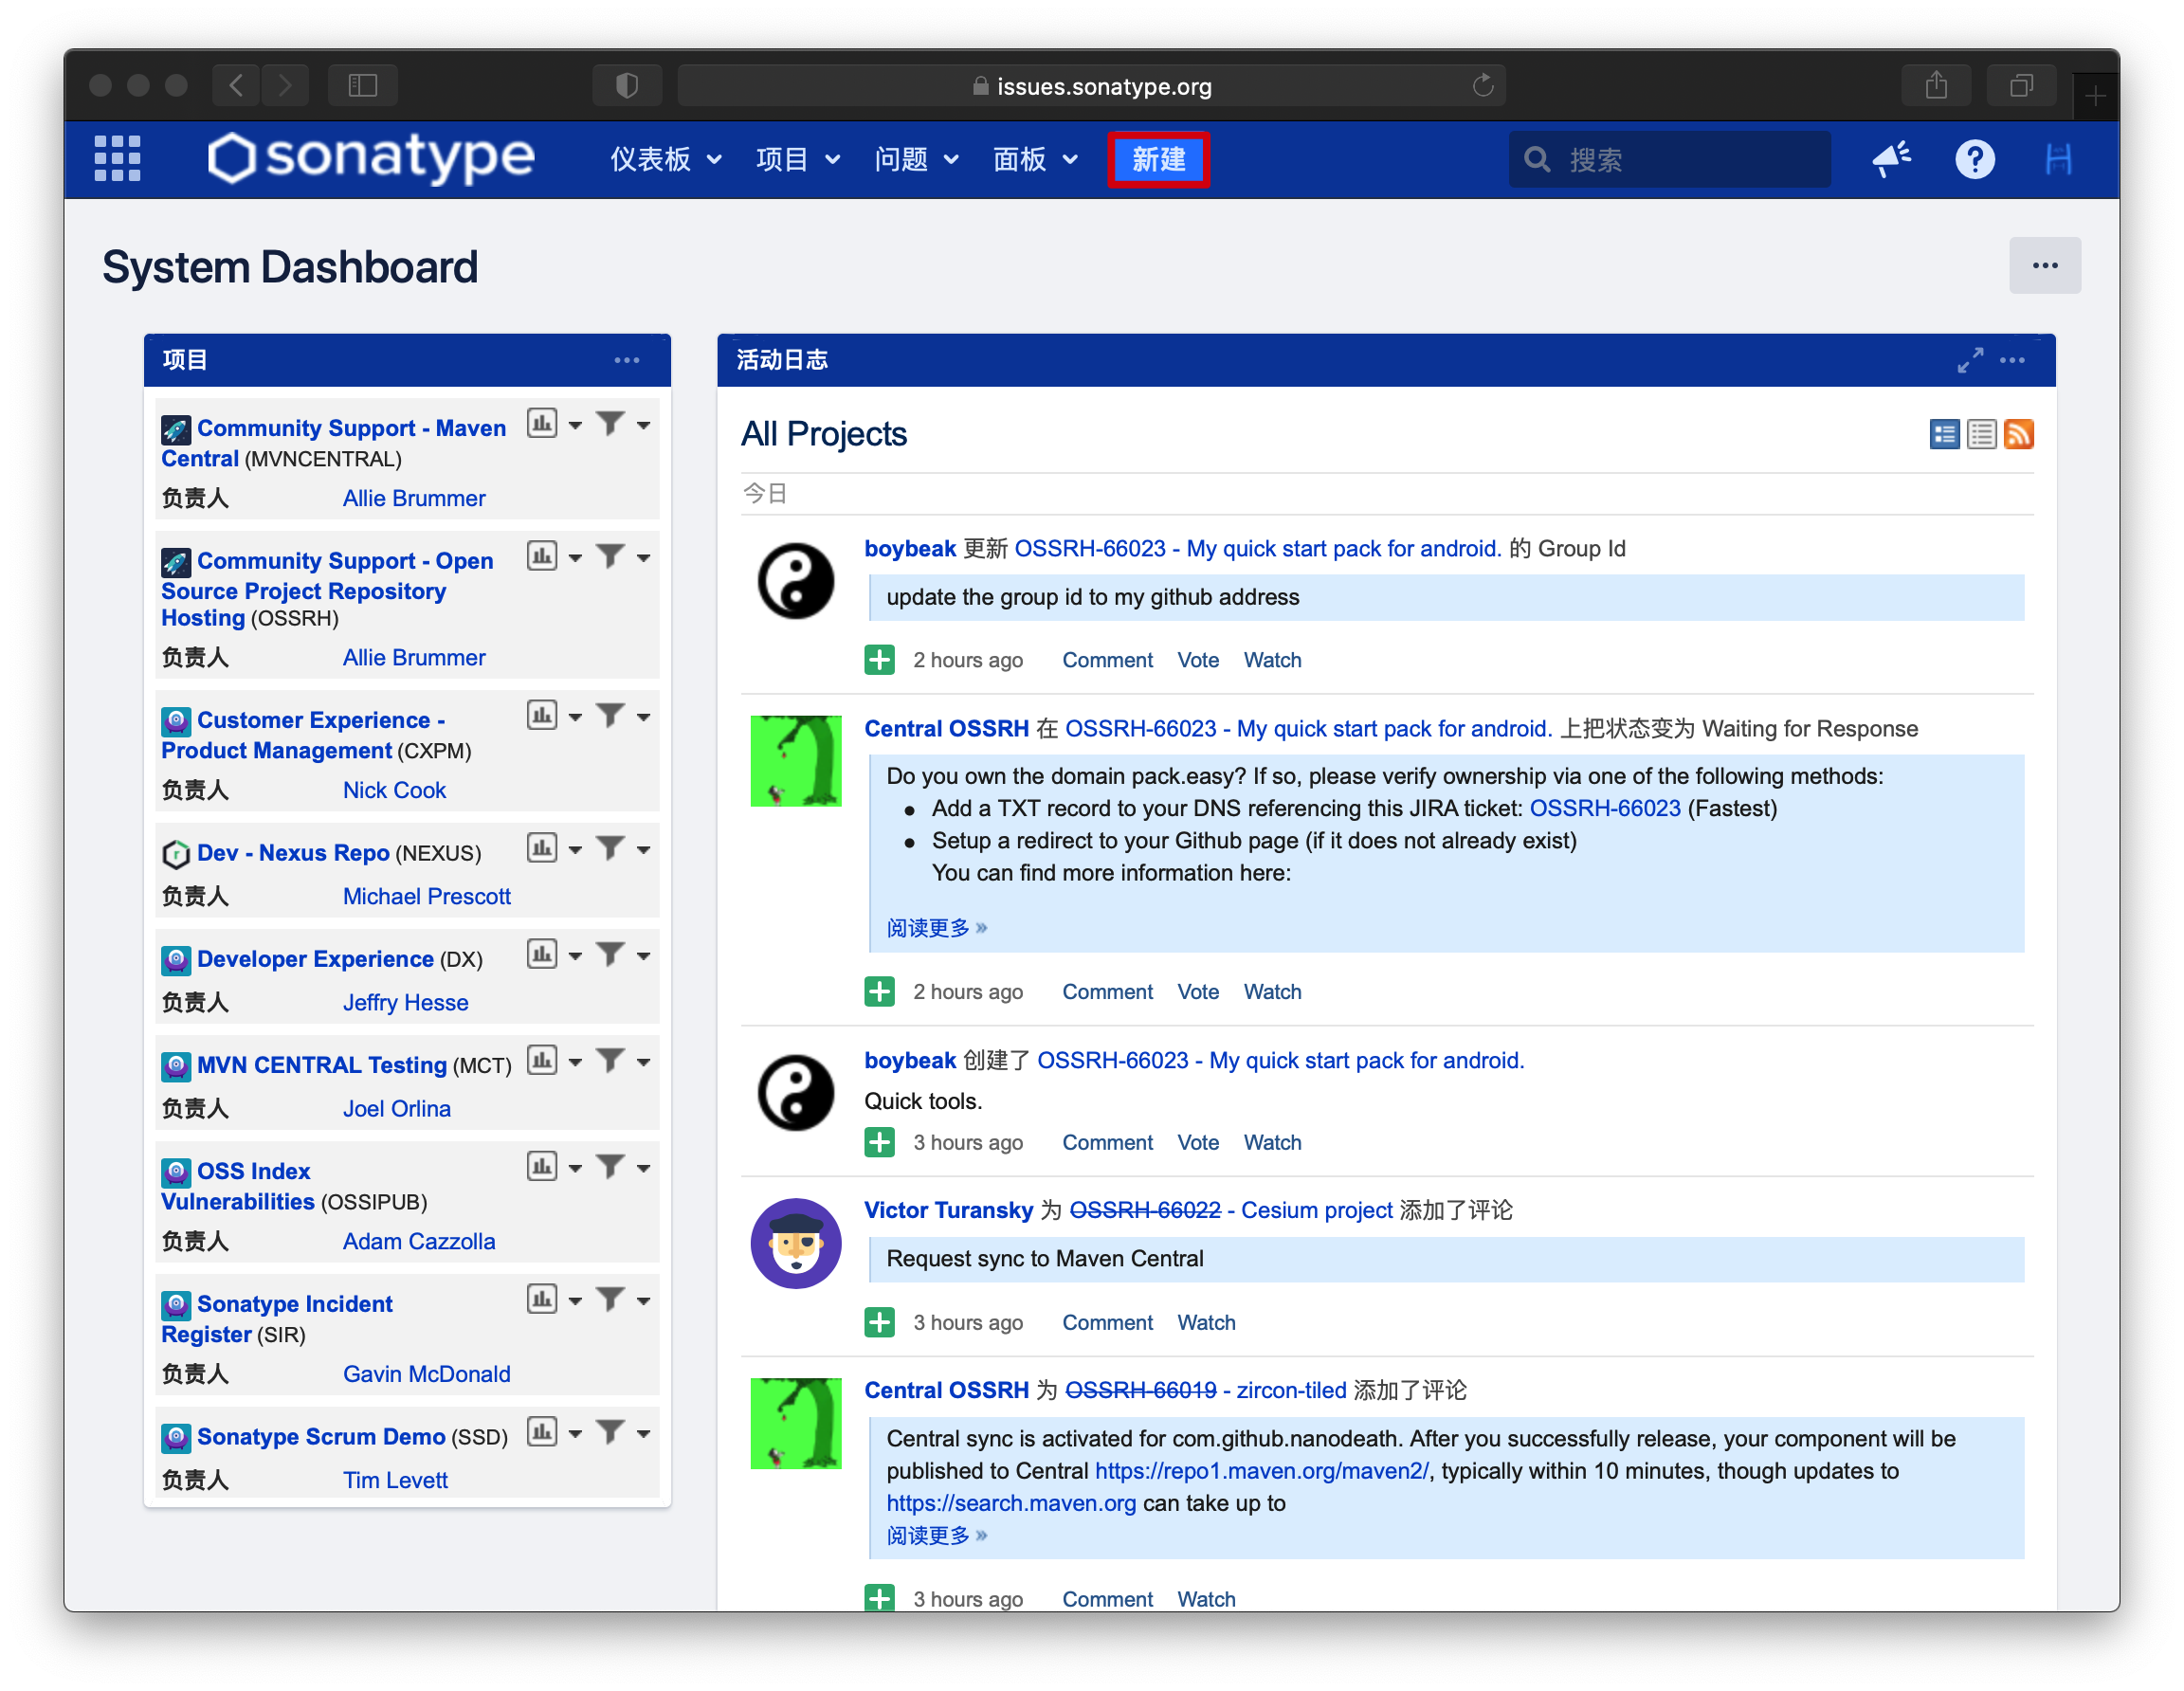 issues.sonatype.org
sonatype 仪表板 项目 问题 面板 新建 搜索
System Dashboard
项目
Community Support - Maven
Central (MVNCENTRAL)
负责人 Allie Brummer
Community Support - Open
Source Project Repository
Hosting (OSSRH)
负责人 Allie Brummer
Customer Experience -
Product Management (CXPM)
负责人 Nick Cook
Dev - Nexus Repo (NEXUS)
负责人 Michael Prescott
Developer Experience (DX)
负责人 Jeffry Hesse
MVN CENTRAL Testing (MCT)
负责人 Joel Orlina
OSS Index
Vulnerabilities (OSSIPUB)
负责人 Adam Cazzolla
Sonatype Incident
Register (SIR)
负责人 Gavin McDonald
Sonatype Scrum Demo (SSD)
负责人 Tim Levett
活动日志
All Projects
今日
boybeak 更新 OSSRH-66023 - My quick start pack for android. 的 Group Id
update the group id to my github address
2 hours ago Comment Vote Watch
Central OSSRH 在 OSSRH-66023 - My quick start pack for android. 上把状态变为 Waiting for Response
Do you own the domain pack.easy? If so, please verify ownership via one of the following methods:
• Add a TXT record to your DNS referencing this JIRA ticket: OSSRH-66023 (Fastest)
• Setup a redirect to your Github page (if it does not already exist)
You can find more information here:
阅读更多 »
2 hours ago Comment Vote Watch
boybeak 创建了 OSSRH-66023 - My quick start pack for android.
Quick tools.
3 hours ago Comment Vote Watch
Victor Turansky 为 OSSRH-66022 - Cesium project 添加了评论
Request sync to Maven Central
3 hours ago Comment Watch
Central OSSRH 为 OSSRH-66019 - zircon-tiled 添加了评论
Central sync is activated for com.github.nanodeath. After you successfully release, your component will be
published to Central https://repo1.maven.org/maven2/, typically within 10 minutes, though updates to
https://search.maven.org can take up to
阅读更多 »
3 hours ago Comment Watch